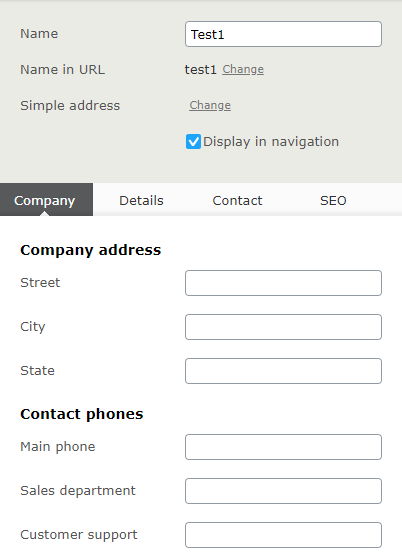 Name Test1
Name in URL test1 Change
Simple address Change
Display in navigation
Company Details Contact SEO
Company address
Street
City
State
Contact phones
Main phone
Sales department
Customer support